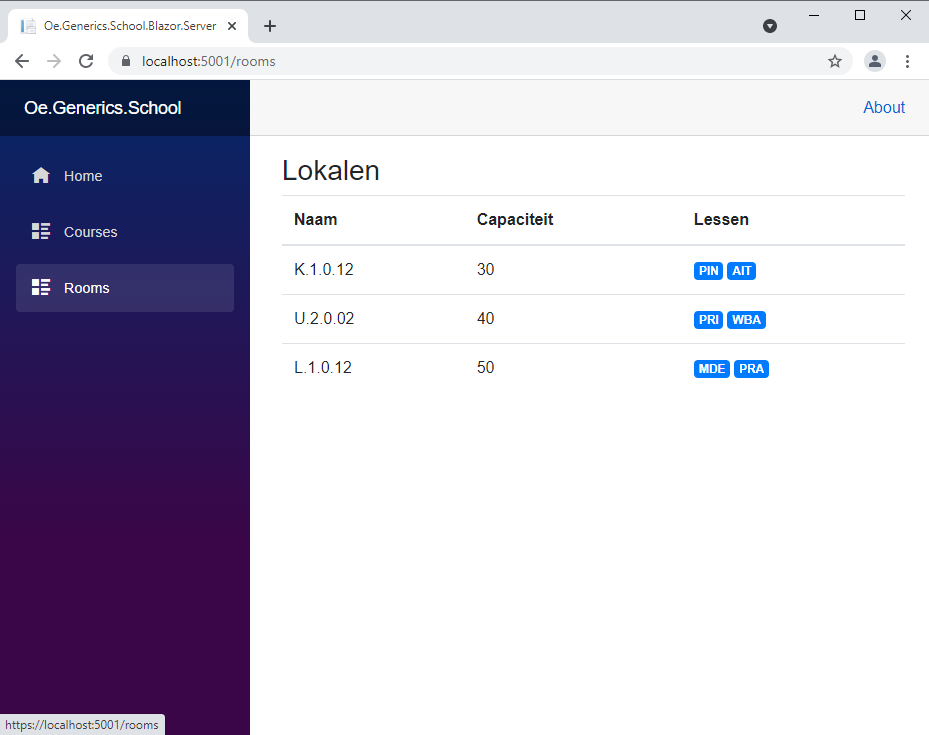 Oe.Generics.School.Blazor.Server
localhost:5001/rooms
Oe.Generics.School
About
Home
Courses
Rooms
Lokalen
Naam Capaciteit Lessen
K.1.0.12 30 PIN AIT
U.2.0.02 40 PRI WBA
L.1.0.12 50 MDE PRA
https://localhost:5001/rooms